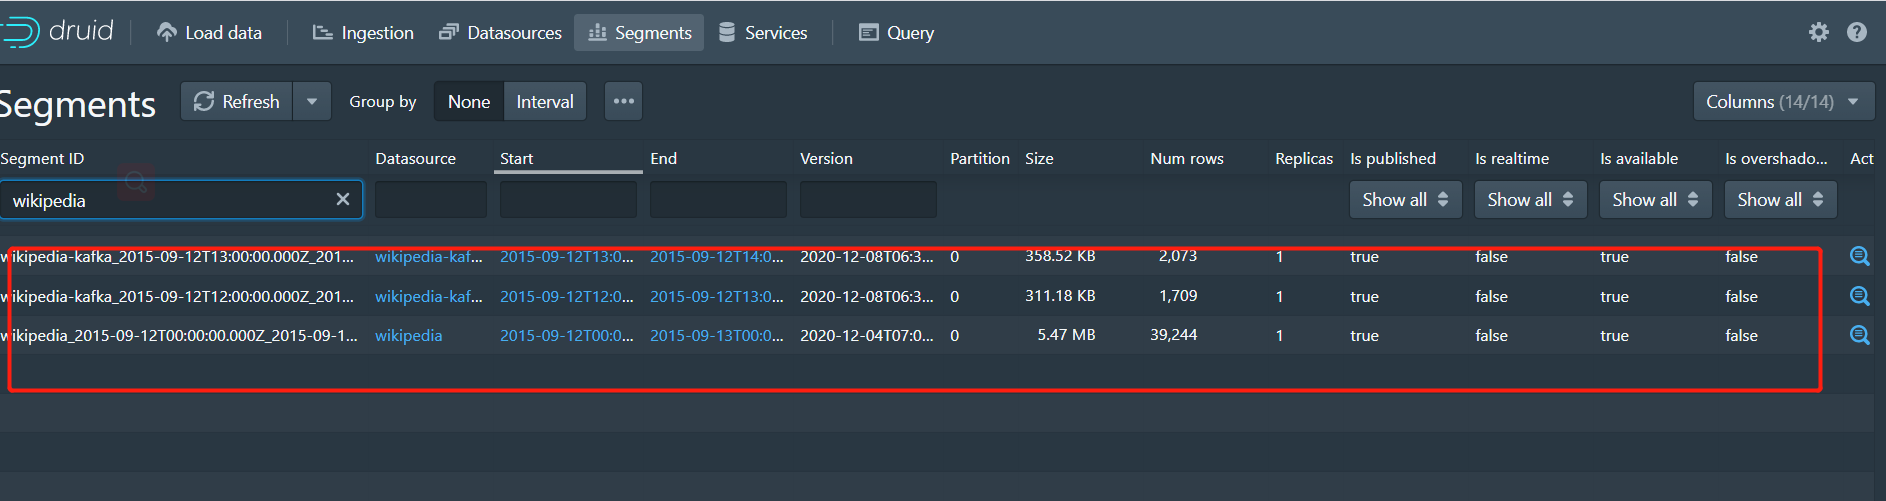 druid Load data Ingestion Datasources Segments Services Query
Segments Refresh Group by None Interval ••• Columns (14/14)
Segment ID Datasource Start End Version Partition Size Num rows Replicas Is published Is realtime Is available Is overshado... Act
wikipedia Show all Show all Show all Show all
wikipedia-kafka_2015-09-12T13:00:00.000Z_201... wikipedia-kaf... 2015-09-12T13:0... 2015-09-12T14:0... 2020-12-08T06:3... 0 358.52 KB 2,073 1 true false true false
wikipedia-kafka_2015-09-12T12:00:00.000Z_201... wikipedia-kaf... 2015-09-12T12:0... 2015-09-12T13:0... 2020-12-08T06:3... 0 311.18 KB 1,709 1 true false true false
wikipedia_2015-09-12T00:00:00.000Z_2015-09-1... wikipedia 2015-09-12T00:0... 2015-09-13T00:0... 2020-12-04T07:0... 0 5.47 MB 39,244 1 true false true false